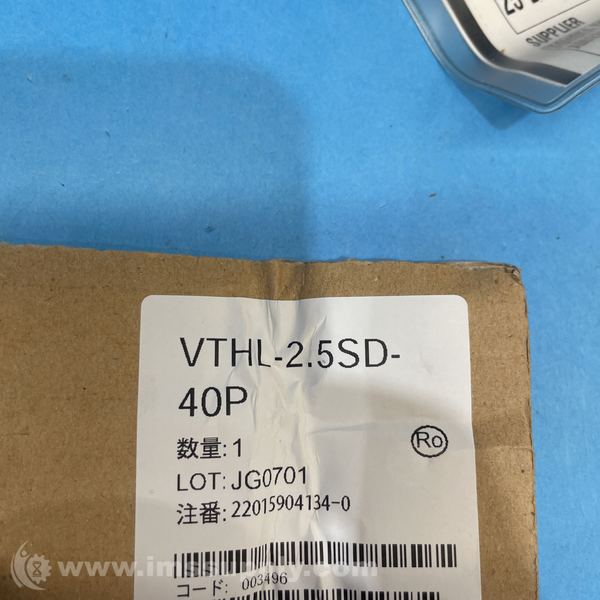 SUPPLIER
VTHL-2.5SD-
40P
数量: 1
Ro
LOT: JG0701
注番: 22015904134-0
www.imssupply.com
コード: 003496